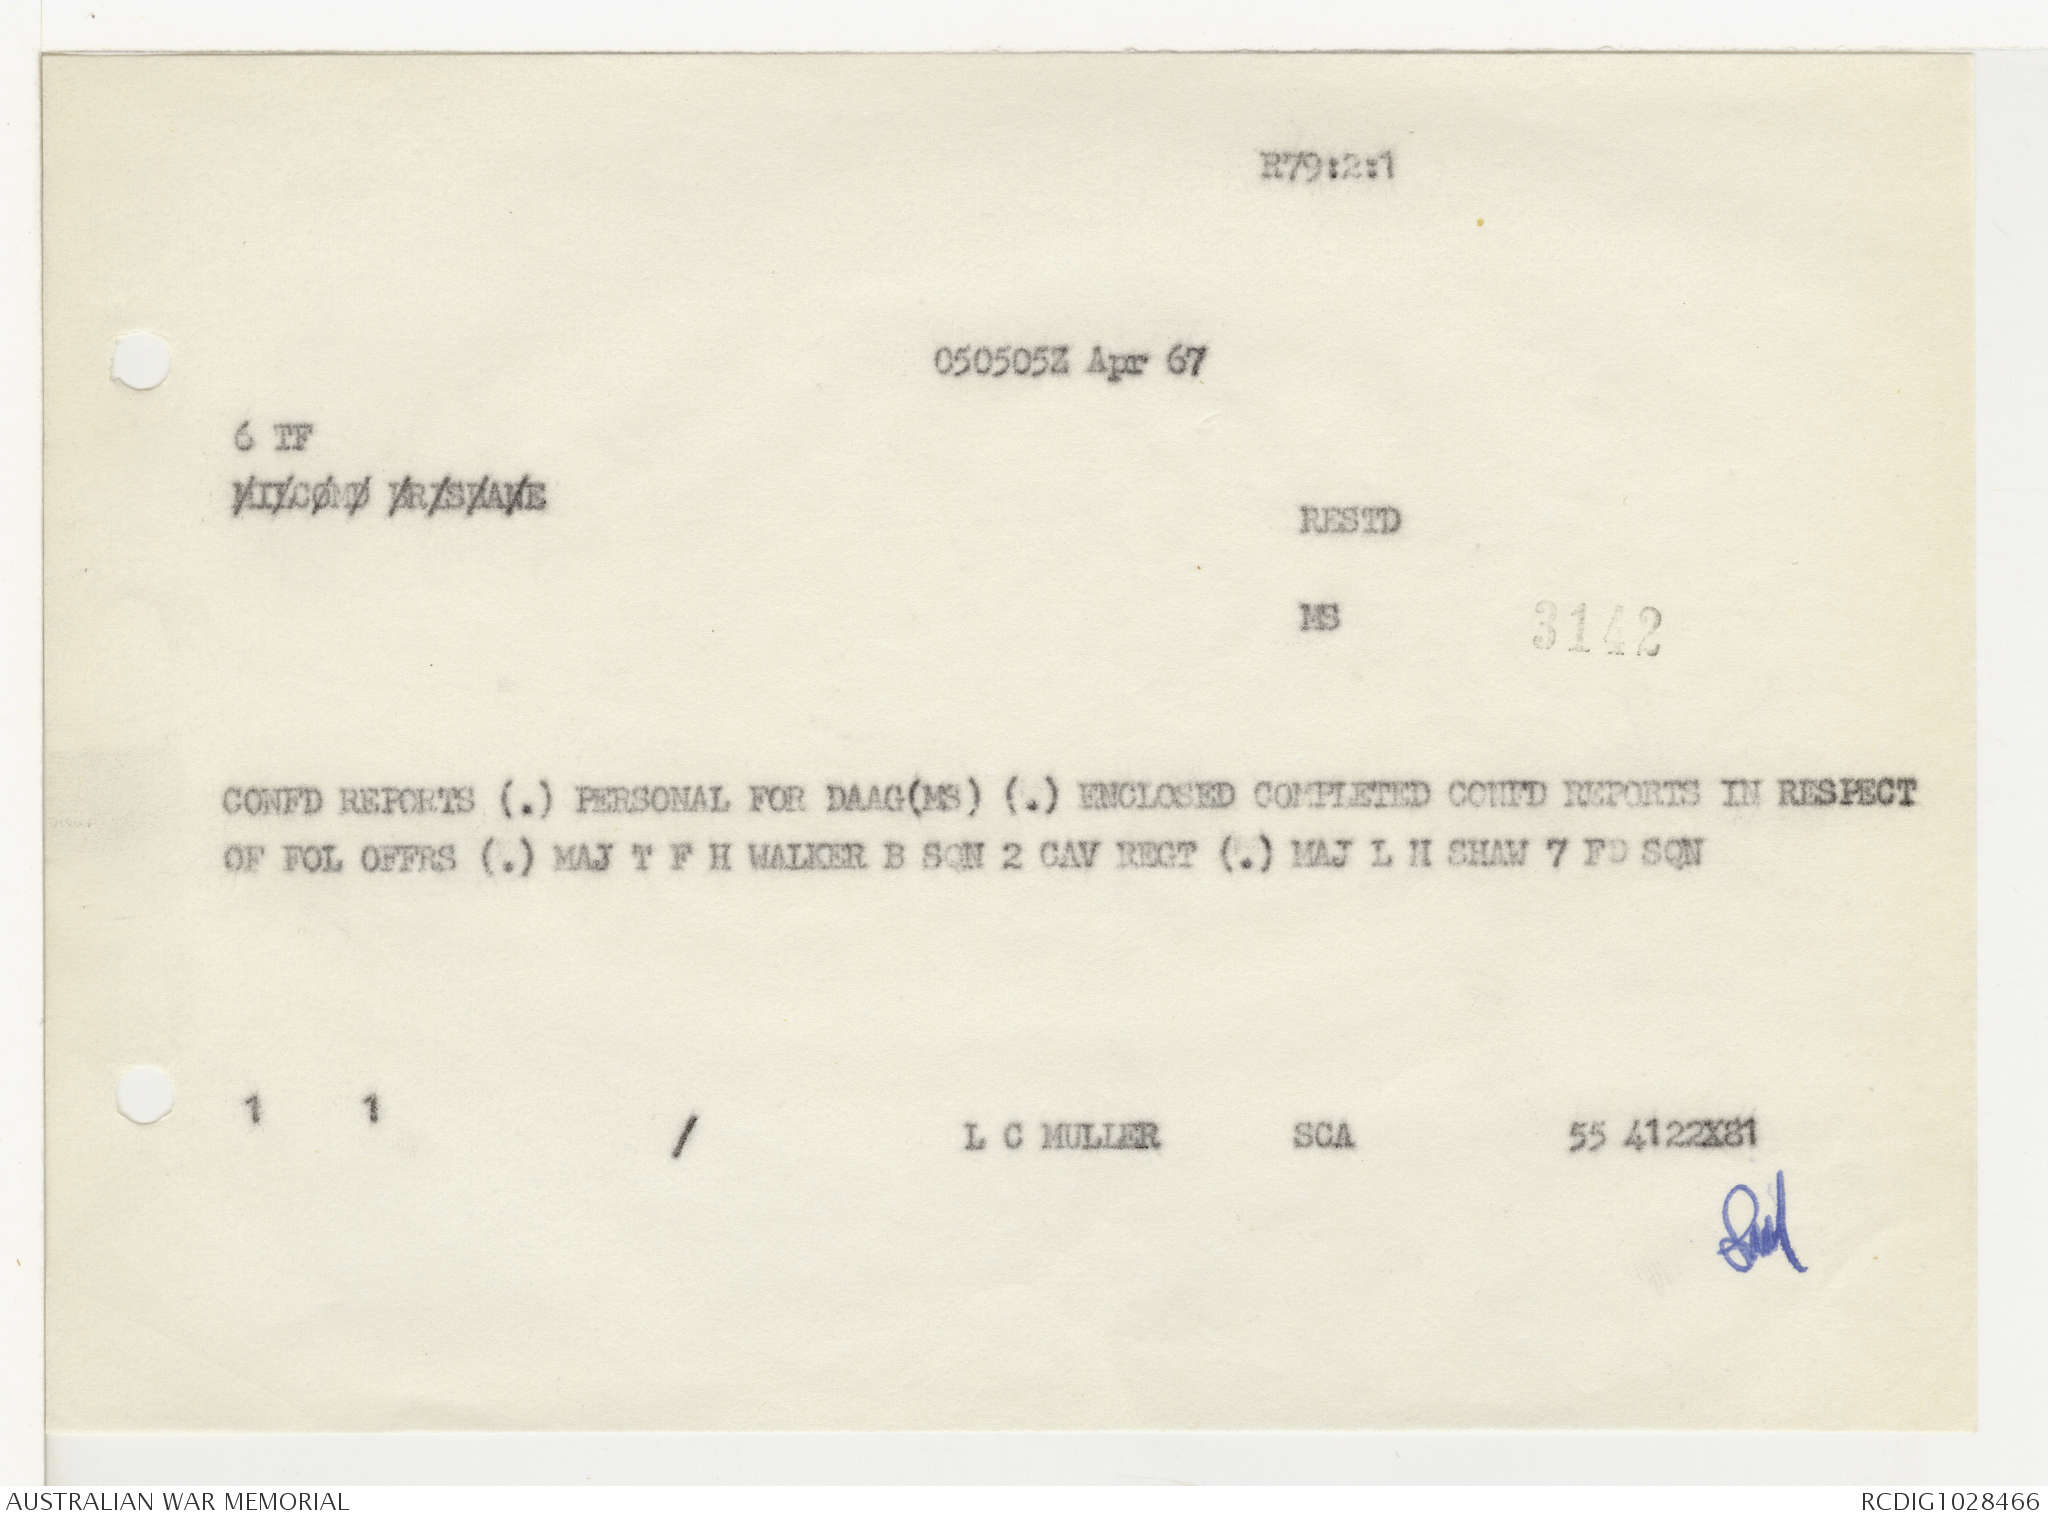 R79:2:1
050505Z Apr 67
6 TF
MILCOMD BRISBANE
RESTD
MS 3142
CONFD REPORTS (.) PERSONAL FOR DAAG(MS) (.) ENCLOSED COMPLETED CONFD REPORTS IN RESPECT
OF FOL OFFRS (.) MAJ T F H WALKER B SQN 2 CAV REGT (.) MAJ L H SHAW 7 FD SQN
1 1 / L C MULLER SCA 55 4122X81
AUSTRALIAN WAR MEMORIAL RCDIG1028466